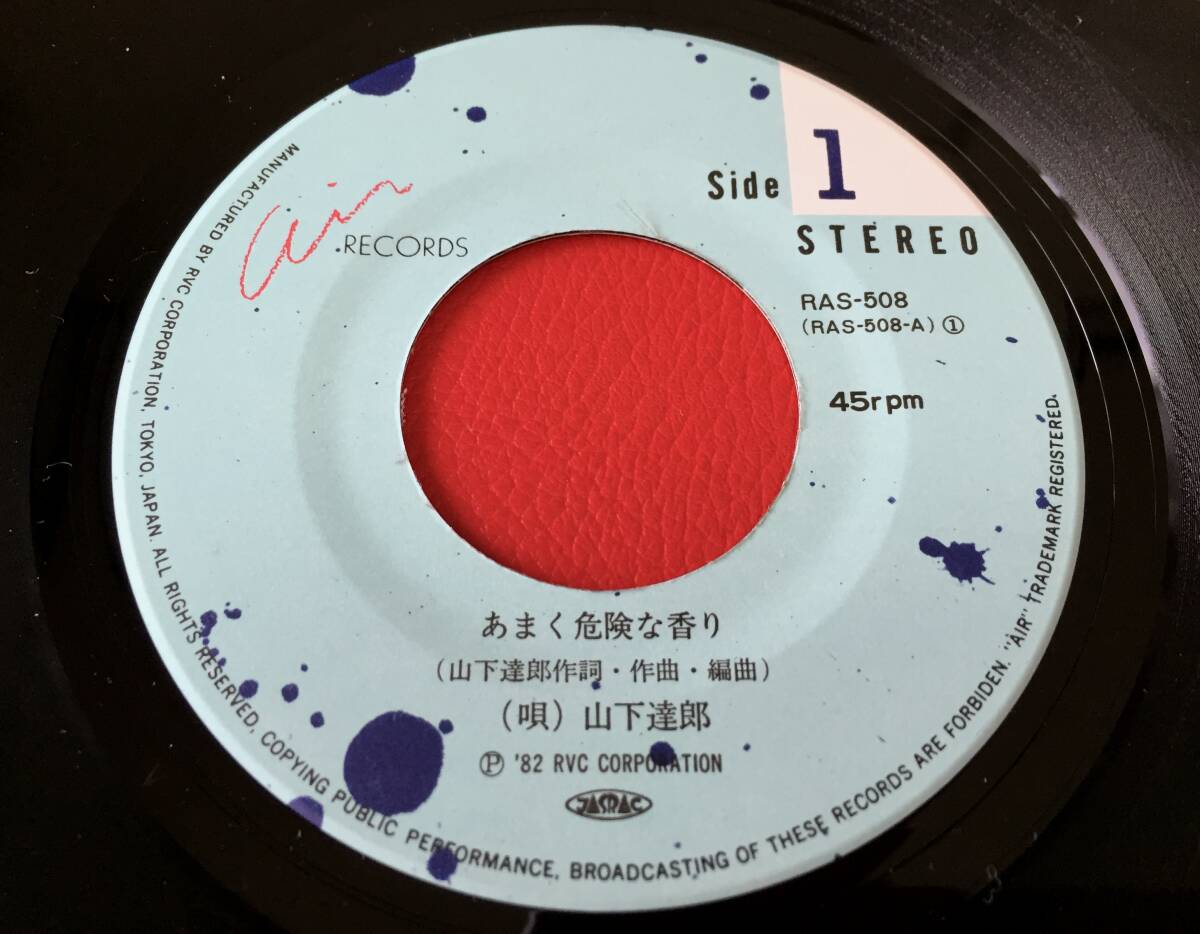 Side 1
STEREO
Air RECORDS
RAS-508
(RAS-508-A) ①
45rpm
あまく危険な香り
(山下達郎作詞・作曲・編曲)
(唄) 山下達郎
Ⓟ '82 RVC CORPORATION
JASRAC
MANUFACTURED BY RVC CORPORATION, TOKYO, JAPAN. ALL RIGHTS RESERVED, COPYING PUBLIC PERFORMANCE, BROADCASTING OF THESE RECORDS ARE FORBIDEN. "AIR" TRADEMARK REGISTERED.